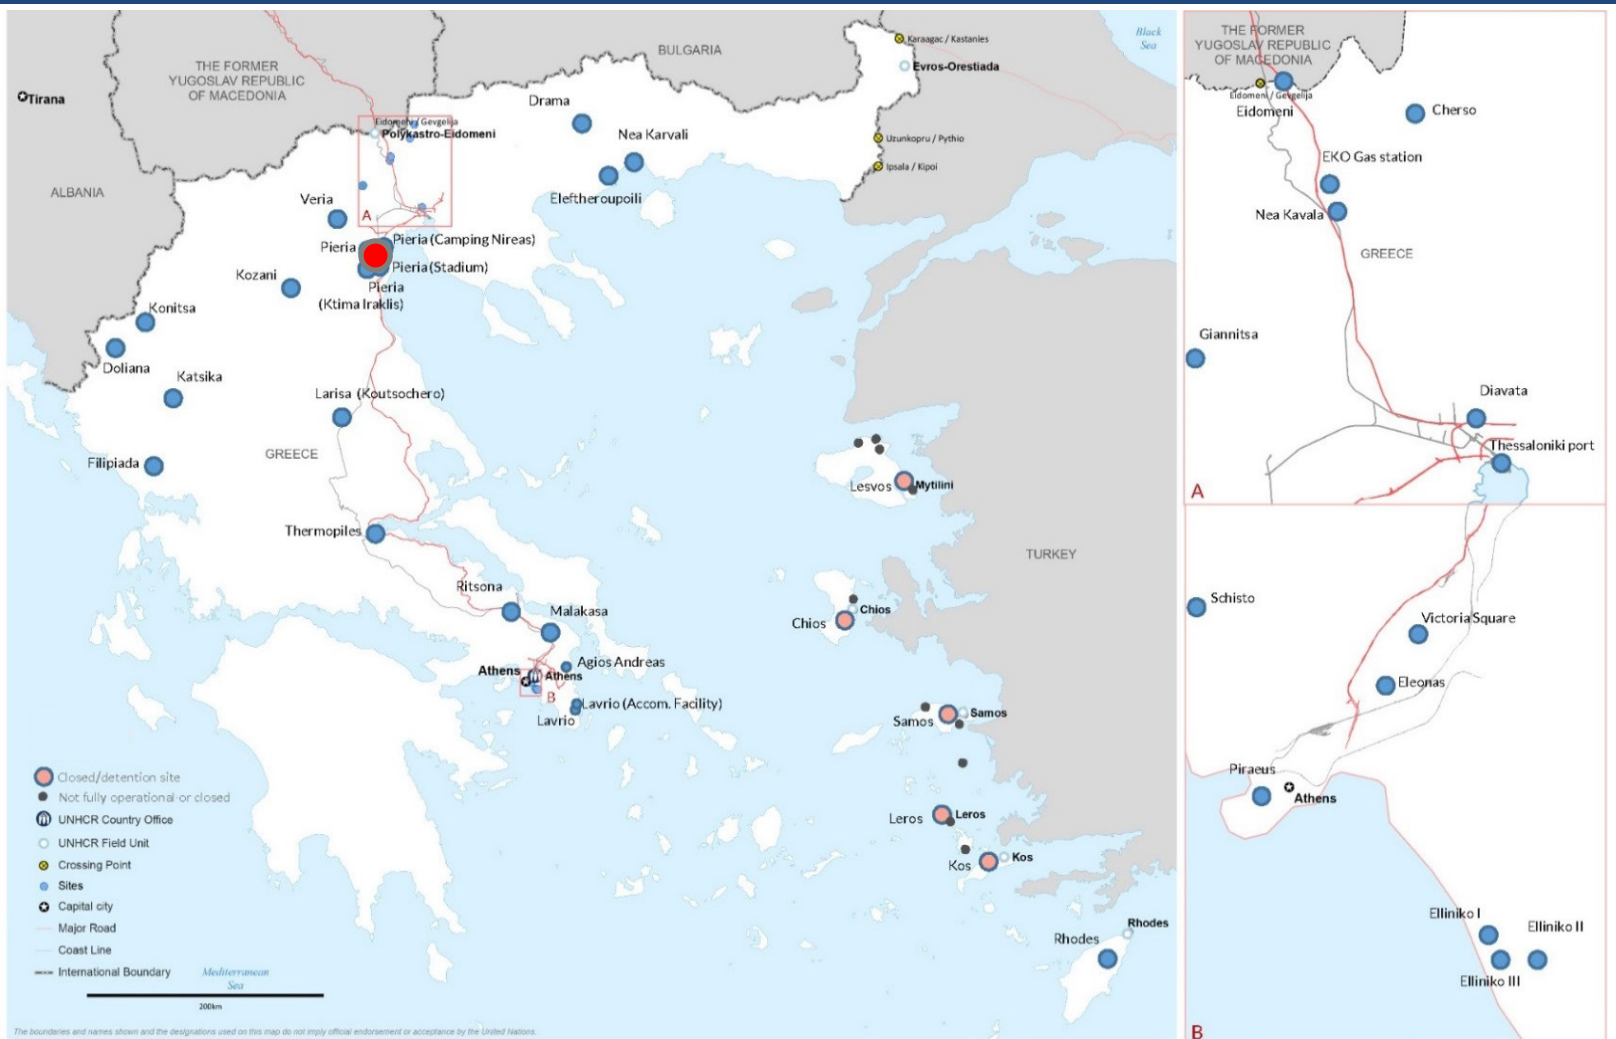 BULGARIA
Black
Sea
Karaagac / Kastanies
Evros-Orestiada
THE FORMER
YUGOSLAV REPUBLIC
OF MACEDONIA
Tirana
Drama
Eidomeni / Gevgelija
Polykastro-Eidomeni
Nea Karvali
Uzunkopru / Pythio
Ipsala / Kipoi
ALBANIA
Veria
A
Eleftheroupoili
Pieria
Pieria (Camping Nireas)
Pieria (Stadium)
Kozani
Pieria
(Ktima Iraklis)
Konitsa
Doliana
Katsika
Larisa (Koutsochero)
GREECE
Filipiada
Lesvos
Mytilini
Thermopiles
TURKEY
Ritsona
Malakasa
Chios
Chios
Athens
Athens
Agios Andreas
B
Lavrio (Accom. Facility)
Lavrio
Samos
Samos
Leros
Leros
Kos
Kos
Rhodes
Rhodes
Closed/detention site
Not fully operational or closed
UNHCR Country Office
UNHCR Field Unit
Crossing Point
Sites
Capital city
Major Road
Coast Line
International Boundary
Mediterranean
Sea
200km
The boundaries and names shown and the designations used on this map do not imply official endorsement or acceptance by the United Nations.
THE FORMER
YUGOSLAV REPUBLIC
OF MACEDONIA
Eidomeni / Gevgelija
Eidomeni
Cherso
EKO Gas station
Nea Kavala
GREECE
Giannitsa
Diavata
Thessaloniki port
A
Schisto
Victoria Square
Eleonas
Piraeus
Athens
Elliniko I
Elliniko II
Elliniko III
B